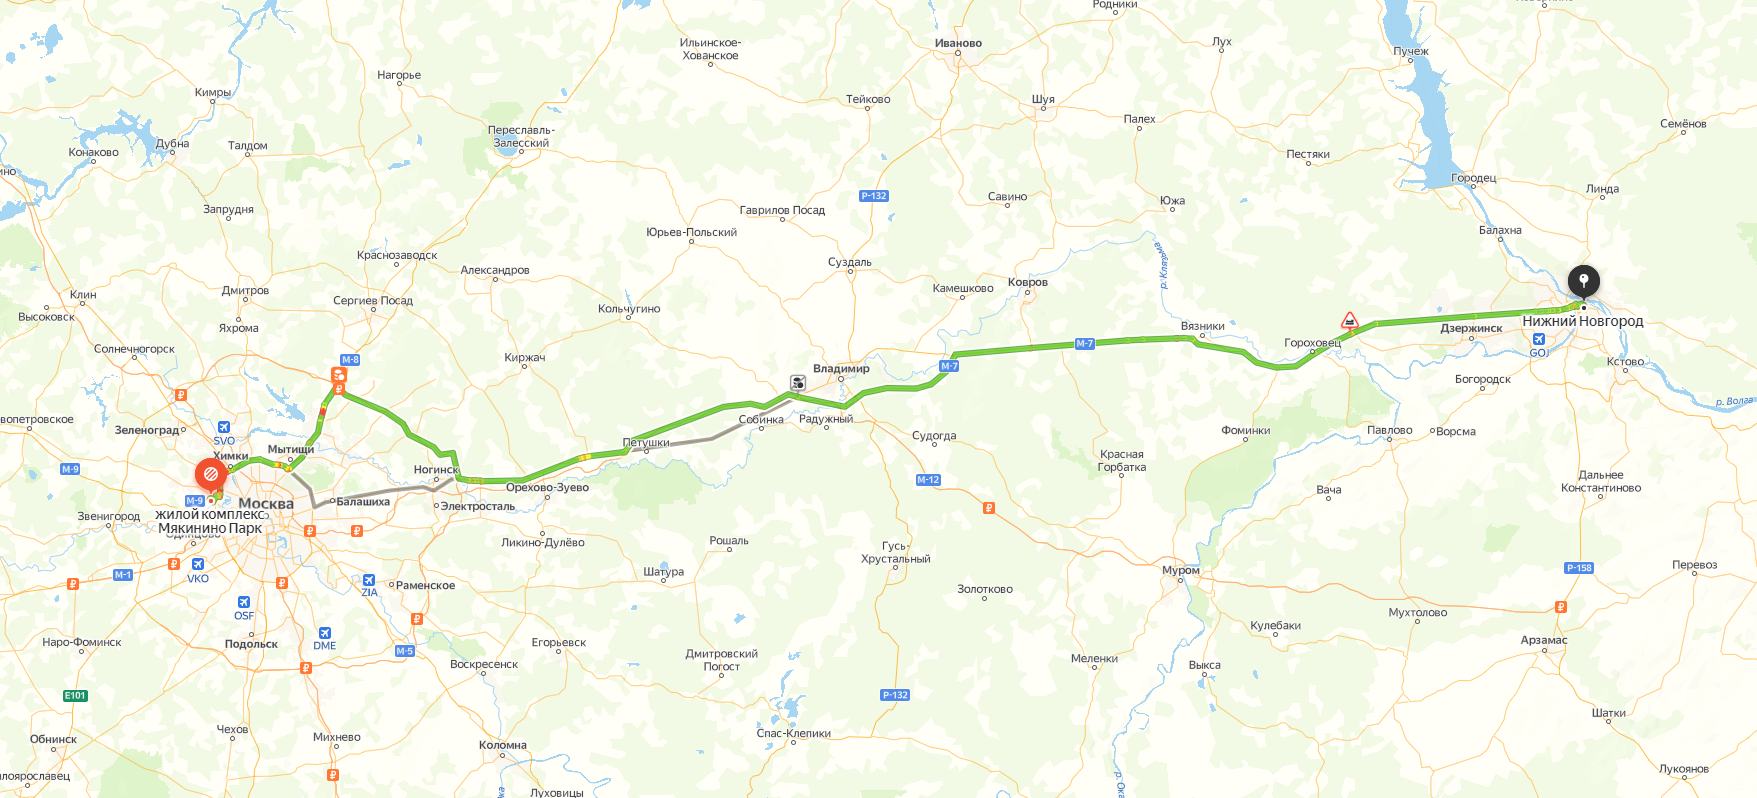 Родники
Лух
Пучеж
Иваново
Ильинское-
Хованское
Нагорье
Кимры
Тейково
Шуя
Палех
Семёнов
Переславль-
Залесский
Дубна
Талдом
Конаково
Пестяки
Городец
Линда
Р-132
Савино
Южа
Запрудня
Гаврилов Посад
Юрьев-Польский
Балахна
р. Клязьма
Краснозаводск
Александров
Суздаль
Камешково
Ковров
Клин
Дмитров
Сергиев Посад
Кольчугино
Высоковск
Яхрома
Вязники
Нижний Новгород
Дзержинск
Гороховец
М-7
GOJ
Солнечногорск
М-8
Киржач
Владимир
М-7
Кстово
Богородск
р. Волга
Зеленоград
SVO
Собинка
Радужный
Судогда
Фоминки
Павлово
Ворсма
Химки
Мытищи
Петушки
М-9
Ногинск
Красная
Горбатка
М-12
Вача
Дальнее
Константиново
М-9
Москва
Балашиха
Электросталь
Орехово-Зуево
Звенигород
жилой комплекс
Мякинино Парк
Одинцово
Ликино-Дулёво
Рошаль
Гусь-
Хрустальный
Шатура
Муром
Р-158
Перевоз
М-1
VKO
ZIA
Раменское
Золотково
OSF
Мухтолово
Кулебаки
Арзамас
Наро-Фоминск
Подольск
DME
М-5
Егорьевск
Воскресенск
Дмитровский
Погост
Меленки
Выкса
Е101
Р-132
Шатки
Обнинск
Чехов
Михнево
Коломна
Спас-Клепики
р. Ока
Лукоянов
Луховицы